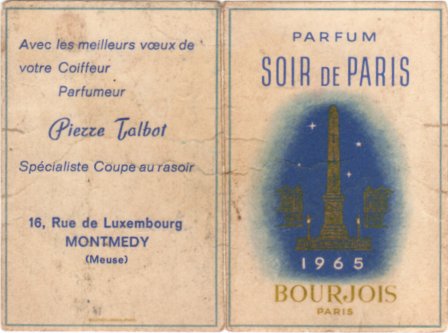 Avec les meilleurs vœux de
votre Coiffeur
Parfumeur
Pierre Talbot
Spécialiste Coupe au rasoir
16, Rue de Luxembourg
MONTMEDY
(Meuse)
PARFUM
SOIR DE PARIS
1965
BOURJOIS
PARIS